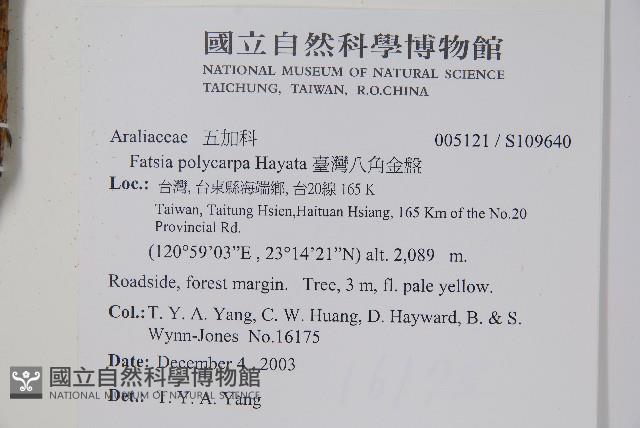 國立自然科學博物館
NATIONAL MUSEUM OF NATURAL SCIENCE
TAICHUNG, TAIWAN, R.O.CHINA
Araliaceae 五加科 005121 / S109640
Fatsia polycarpa Hayata 臺灣八角金盤
Loc.: 台灣, 台東縣海端鄉, 台20線 165 K
Taiwan, Taitung Hsien,Haituan Hsiang, 165 Km of the No.20
Provincial Rd.
(120°59'03"E , 23°14'21"N) alt. 2,089 m.
Roadside, forest margin. Tree, 3 m, fl. pale yellow.
Col.: T. Y. A. Yang, C. W. Huang, D. Hayward, B. & S.
Wynn-Jones No.16175
Date: December 4, 2003
國立自然科學博物館
NATIONAL MUSEUM OF NATURAL SCIENCE
Det.: T. Y. A. Yang